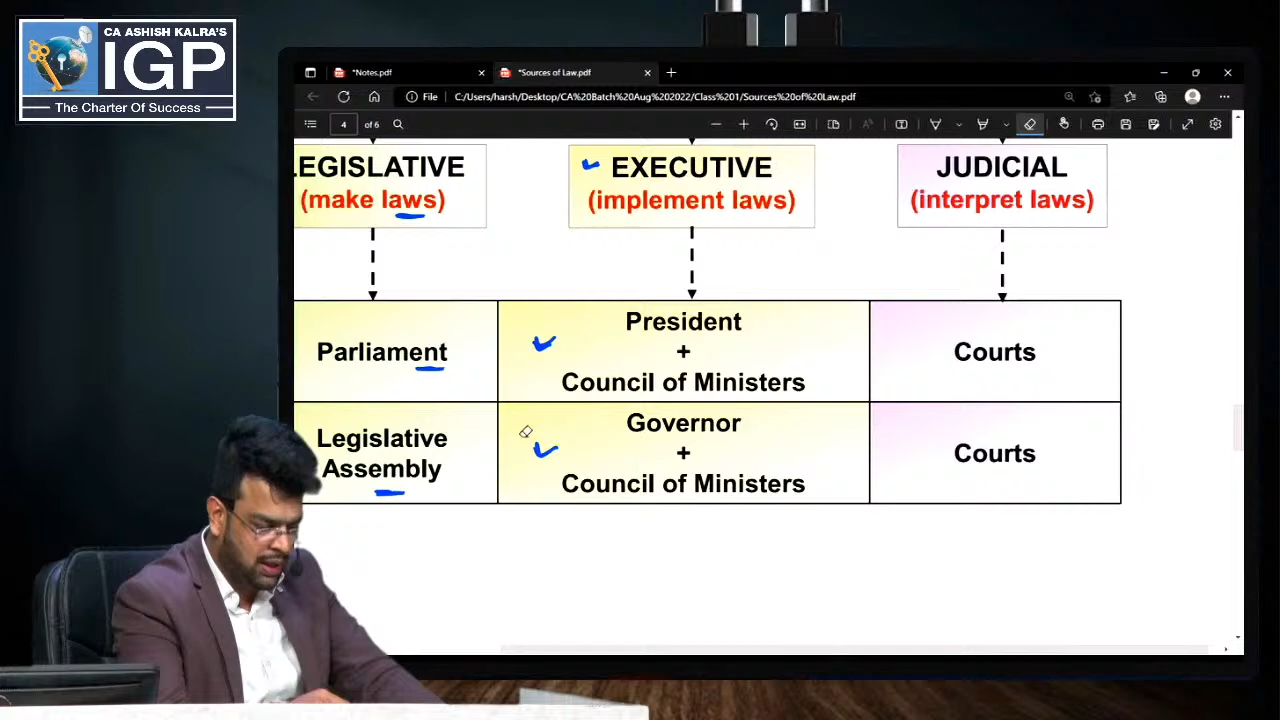 CA ASHISH KALRA'S
IGP
The Charter Of Success
*Notes.pdf
*Sources of Law.pdf
File
C:/Users/harsh/Desktop/CA%20Batch%20Aug%202022/Class%201/Sources%20of%20Law.pdf
4 of 6
LEGISLATIVE
(make laws)
EXECUTIVE
(implement laws)
JUDICIAL
(interpret laws)
Parliament
President
+
Council of Ministers
Courts
Legislative
Assembly
Governor
+
Council of Ministers
Courts